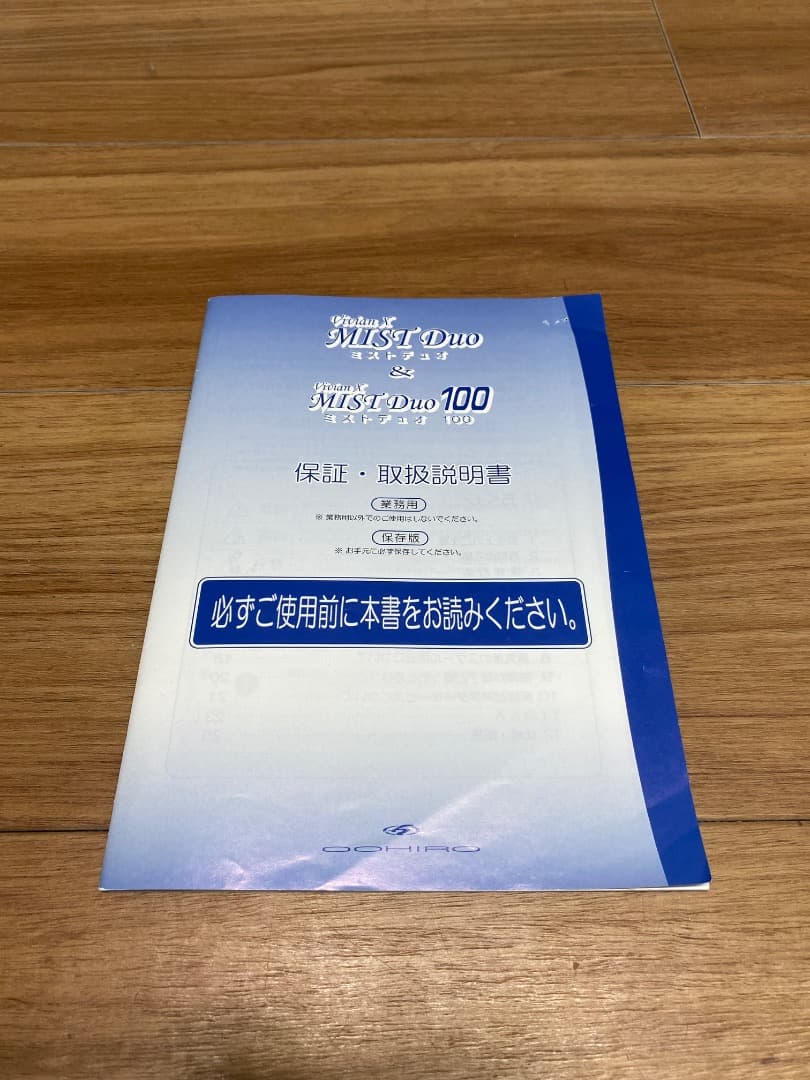 Vivian X
MIST Duo
ミストデュオ
&
Vivian X
MIST Duo 100
ミストデュオ 100
保証・取扱説明書
業務用
※ 業務用以外でのご使用はしないでください。
保存版
※ お手元に必ず保存してください。
必ずご使用前に本書をお読みください。
OOHIRO